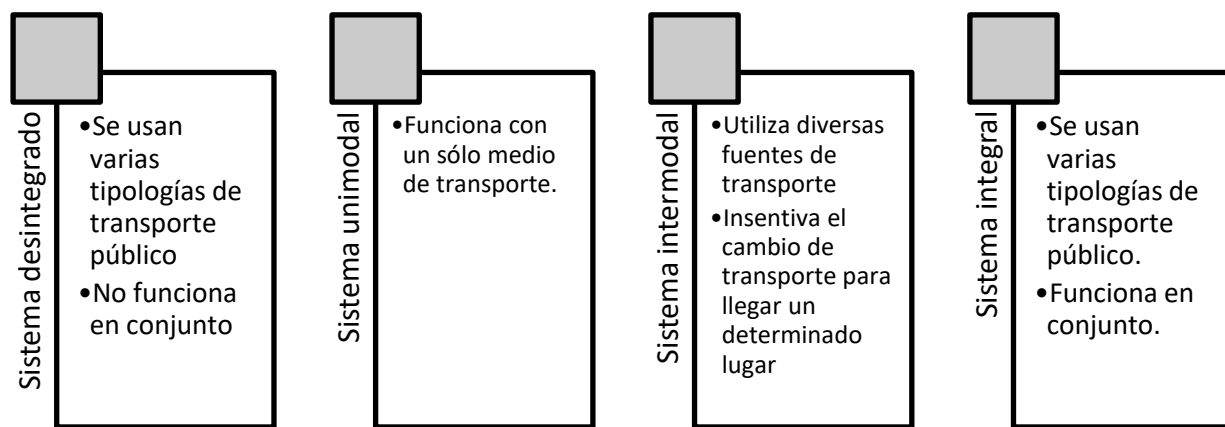 Sistema desintegrado
•Se usan
varias
tipologías de
transporte
público
•No funciona
en conjunto
Sistema unimodal
•Funciona con
un sólo medio
de transporte.
Sistema intermodal
•Utiliza diversas
fuentes de
transporte
•Insentiva el
cambio de
transporte para
llegar un
determinado
lugar
Sistema integral
•Se usan
varias
tipologías de
transporte
público.
•Funciona en
conjunto.